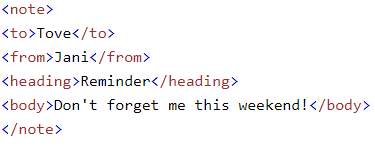 <note>
<to>Tove</to>
<from>Jani</from>
<heading>Reminder</heading>
<body>Don't forget me this weekend!</body>
</note>